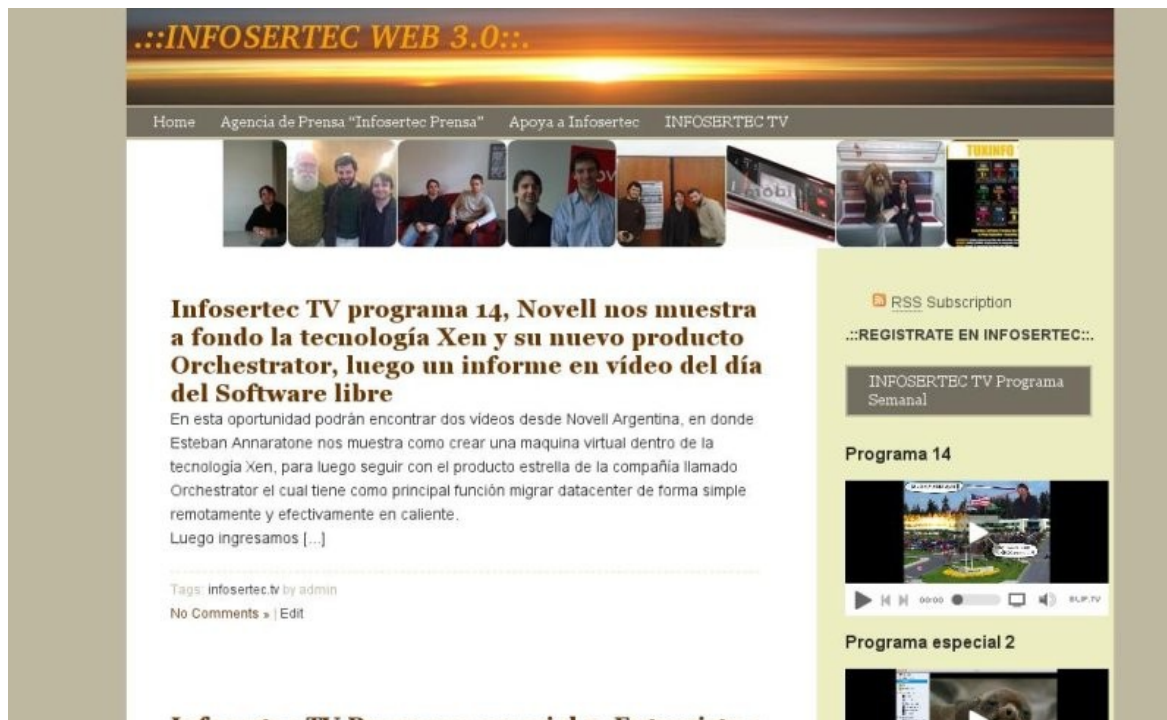 .::INFOSERTEC WEB 3.0::.
Home Agencia de Prensa "Infosertec Prensa" Apoya a Infosertec INFOSERTEC TV
TUXINFO
Infosertec TV programa 14, Novell nos muestra
a fondo la tecnología Xen y su nuevo producto
Orchestrator, luego un informe en vídeo del día
del Software libre
En esta oportunidad podrán encontrar dos vídeos desde Novell Argentina, en donde
Esteban Annaratone nos muestra como crear una maquina virtual dentro de la
tecnología Xen, para luego seguir con el producto estrella de la compañía llamado
Orchestrator el cual tiene como principal función migrar datacenter de forma simple
remotamente y efectivamente en caliente.
Luego ingresamos [...]
Tags: infosertec.tv by admin
No Comments » | Edit
RSS Subscription
.::REGISTRATE EN INFOSERTEC::.
INFOSERTEC TV Programa
Semanal
Programa 14
00:00 BLIP.TV
Programa especial 2